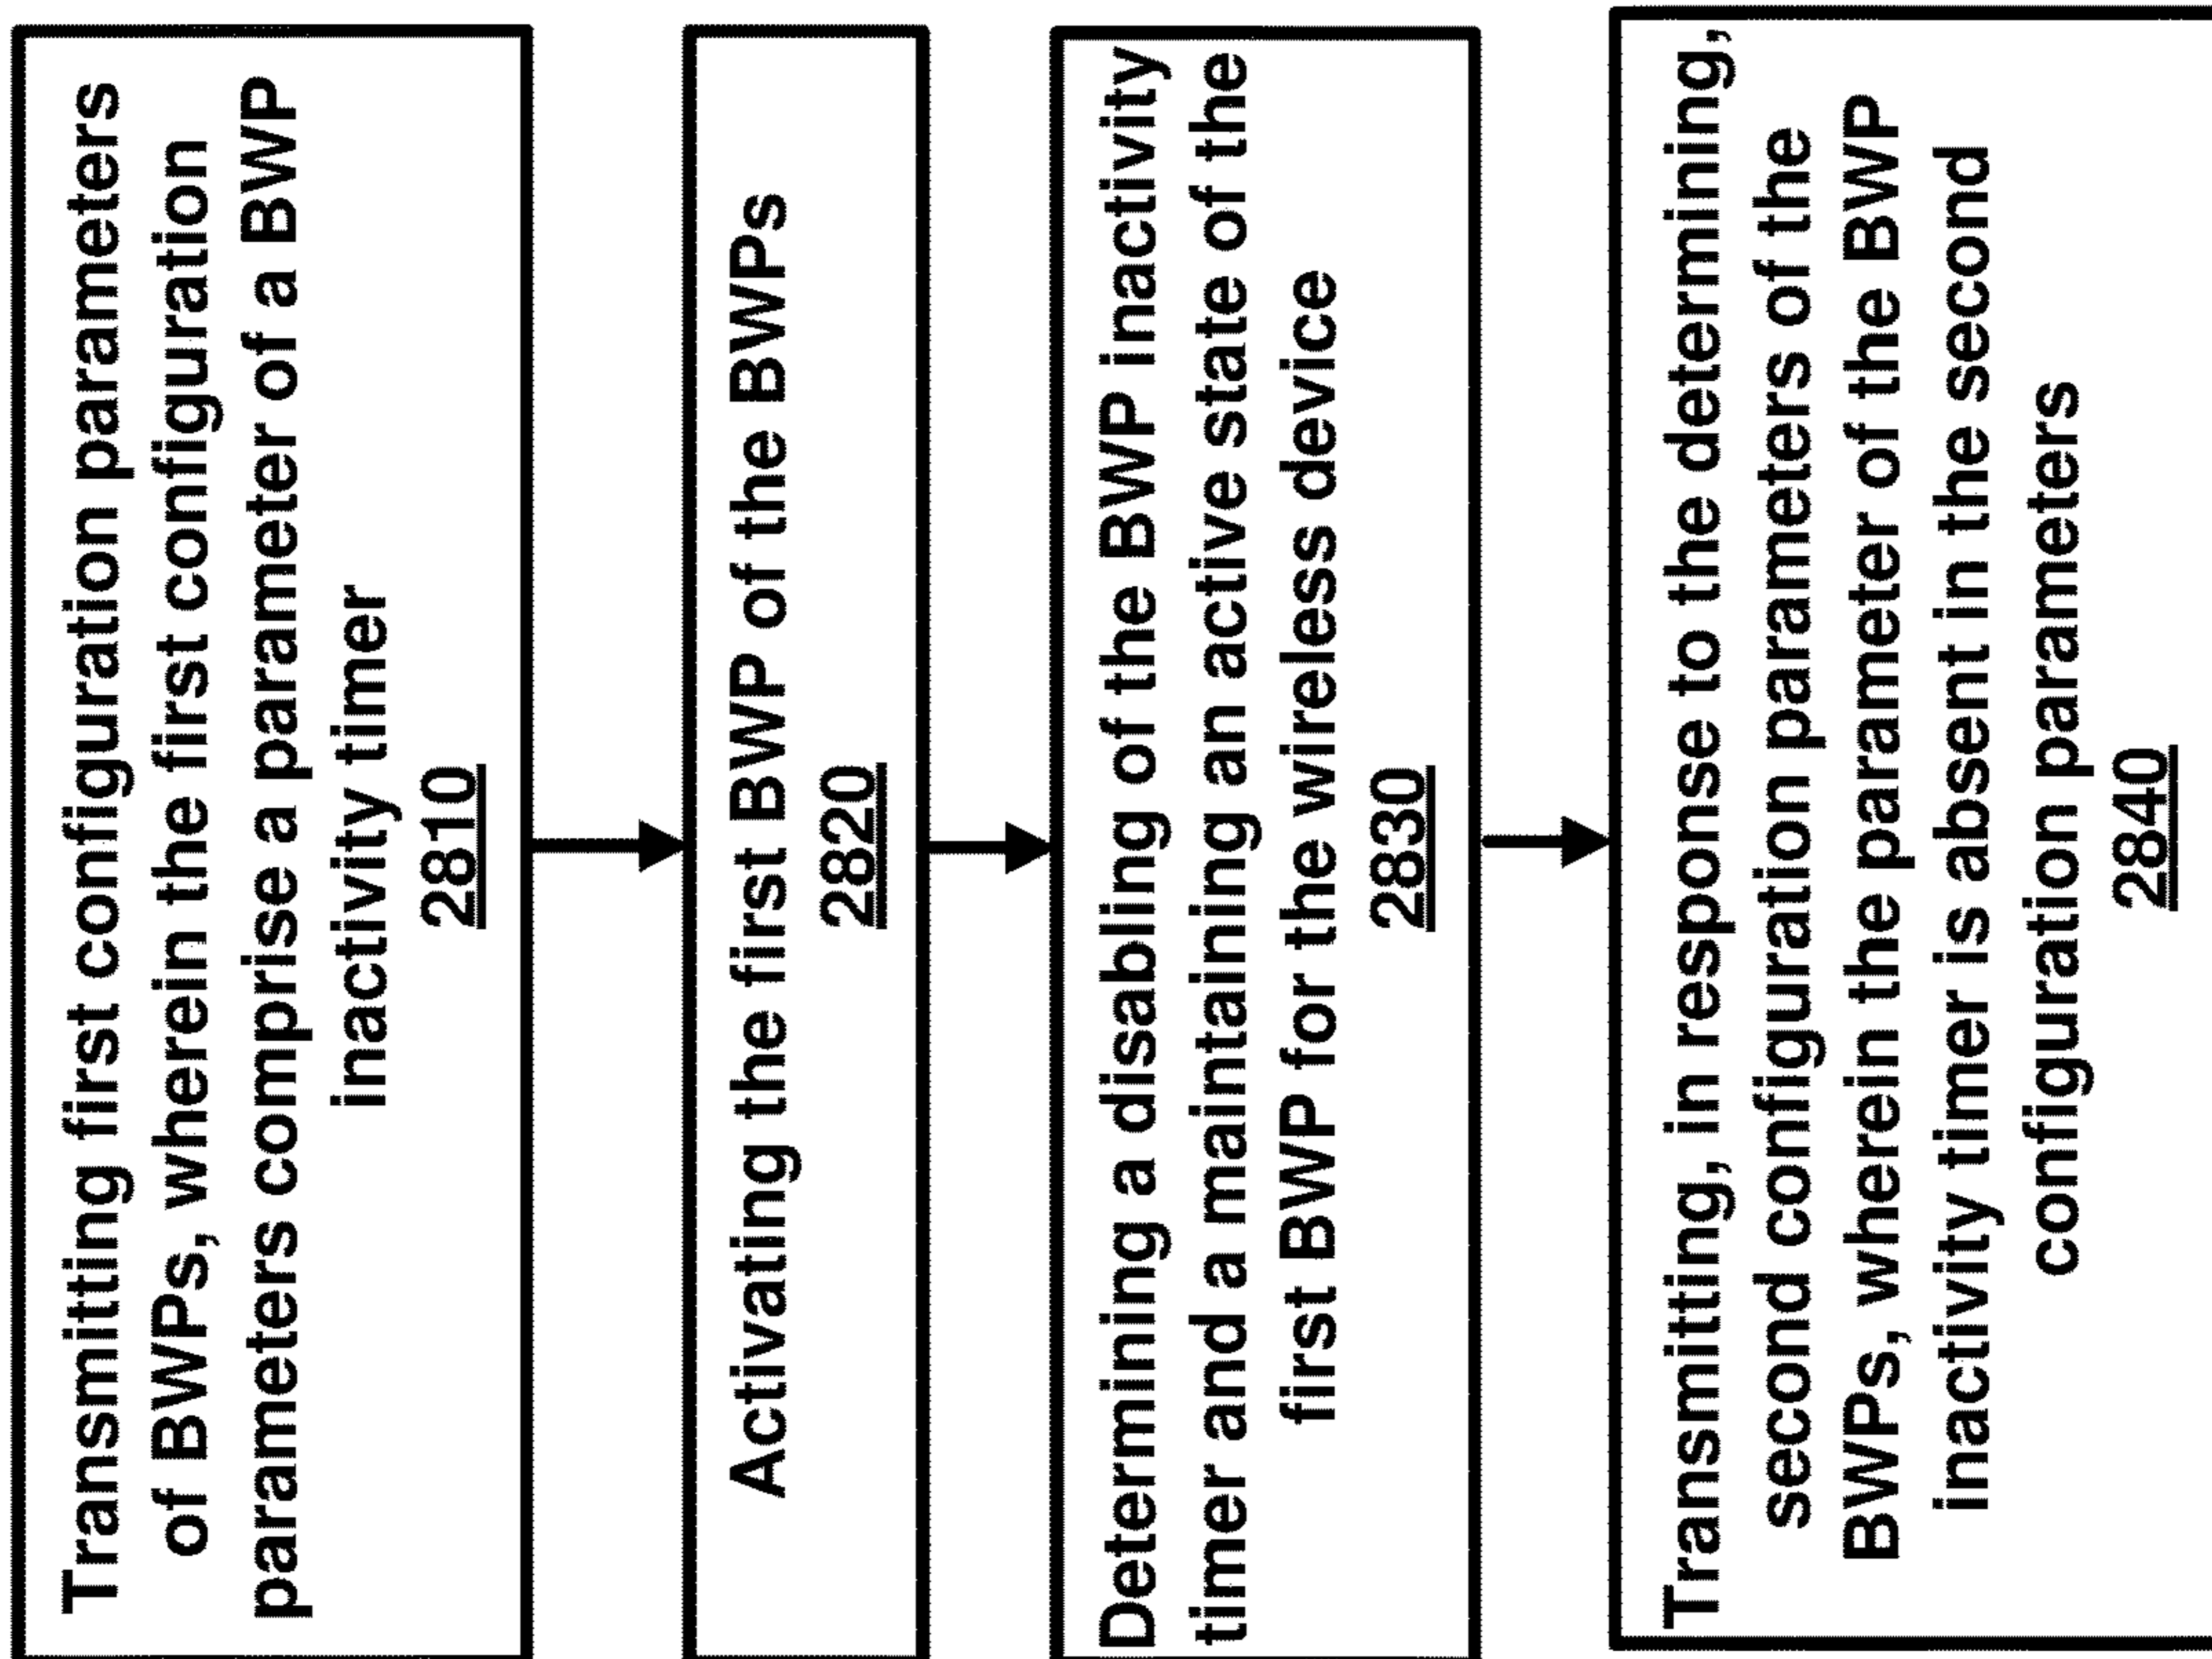 Transmitting first configuration parameters
of BWPs, wherein the first configuration
parameters comprise a parameter of a BWP
inactivity timer
2810
Activating the first BWP of the BWPs
2820
Determining a disabling of the BWP inactivity
timer and a maintaining an active state of the
first BWP for the wireless device
2830
Transmitting, in response to the determining,
second configuration parameters of the
BWPs, wherein the parameter of the BWP
inactivity timer is absent in the second
configuration parameters
2840